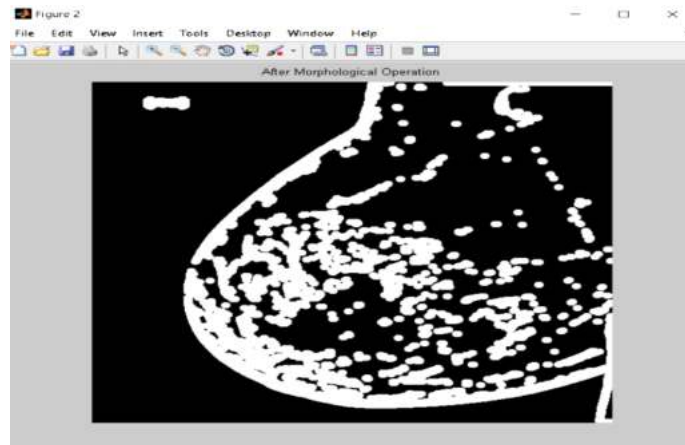 Figure 2
File Edit View Insert Tools Desktop Window Help
After Morphological Operation